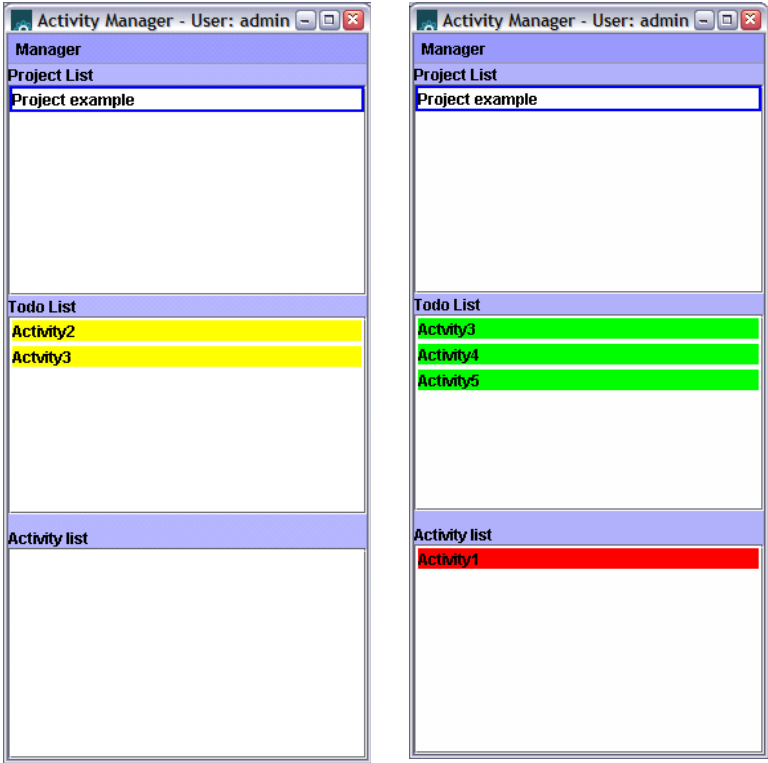 Activity Manager - User: admin
Manager
Project List
Project example
Todo List
Activity2
Actvity3
Activity list
Activity Manager - User: admin
Manager
Project List
Project example
Todo List
Actvity3
Activity4
Activity5
Activity list
Activity1